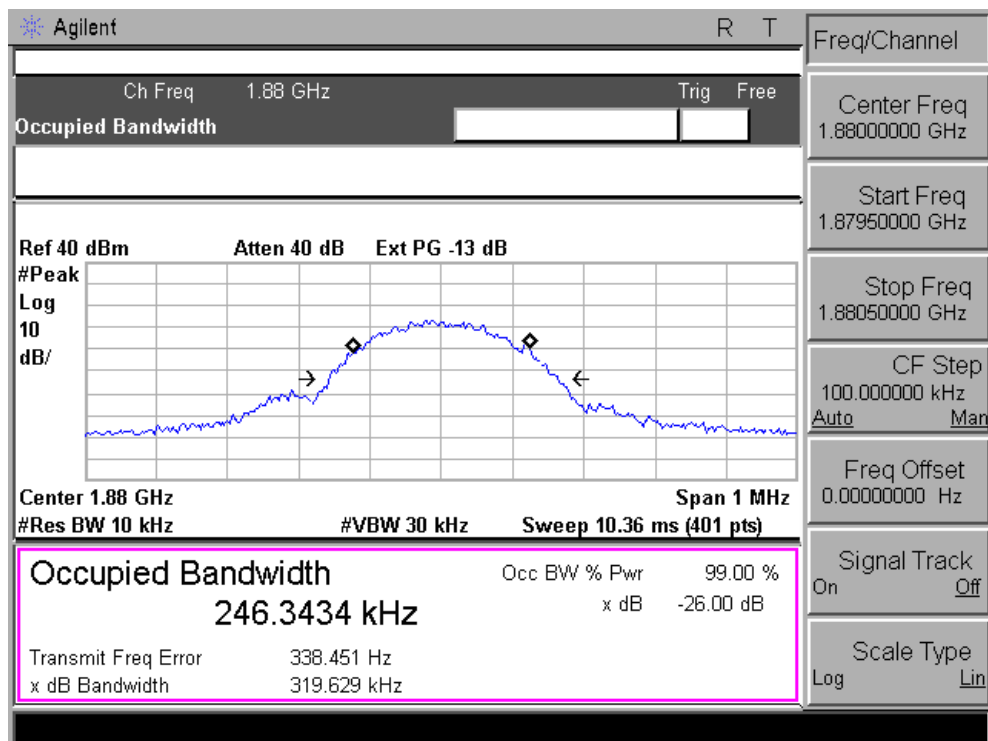 Agilent R T
Ch Freq 1.88 GHz Trig Free
Occupied Bandwidth
Ref 40 dBm Atten 40 dB Ext PG -13 dB
#Peak
Log
10
dB/
Center 1.88 GHz Span 1 MHz
#Res BW 10 kHz #VBW 30 kHz Sweep 10.36 ms (401 pts)
Occupied Bandwidth
246.3434 kHz
Occ BW % Pwr 99.00 %
x dB -26.00 dB
Transmit Freq Error 338.451 Hz
x dB Bandwidth 319.629 kHz
Freq/Channel
Center Freq
1.88000000 GHz
Start Freq
1.87950000 GHz
Stop Freq
1.88050000 GHz
CF Step
100.000000 kHz
Auto Man
Freq Offset
0.00000000 Hz
Signal Track
On Off
Scale Type
Log Lin